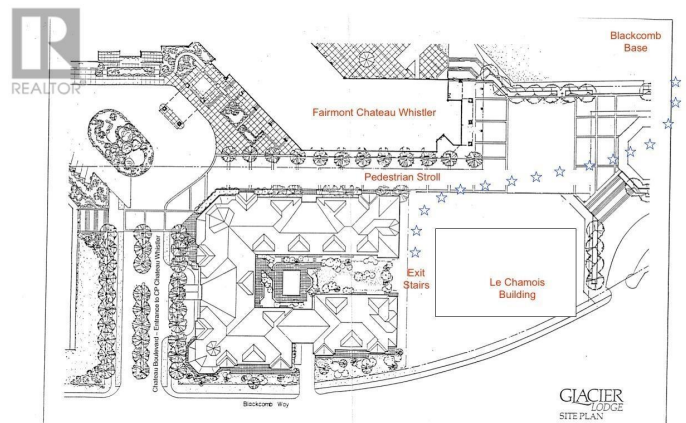 R
REALTOR
Blackcomb
Base
Fairmont Chateau Whistler
Pedestrian Stroll
Exit
Stairs
Le Chamois
Building
Chateau Boulevard - Entrance to CP Chateau Whistler
Blackcomb Way
GLACIER
LODGE
SITE PLAN